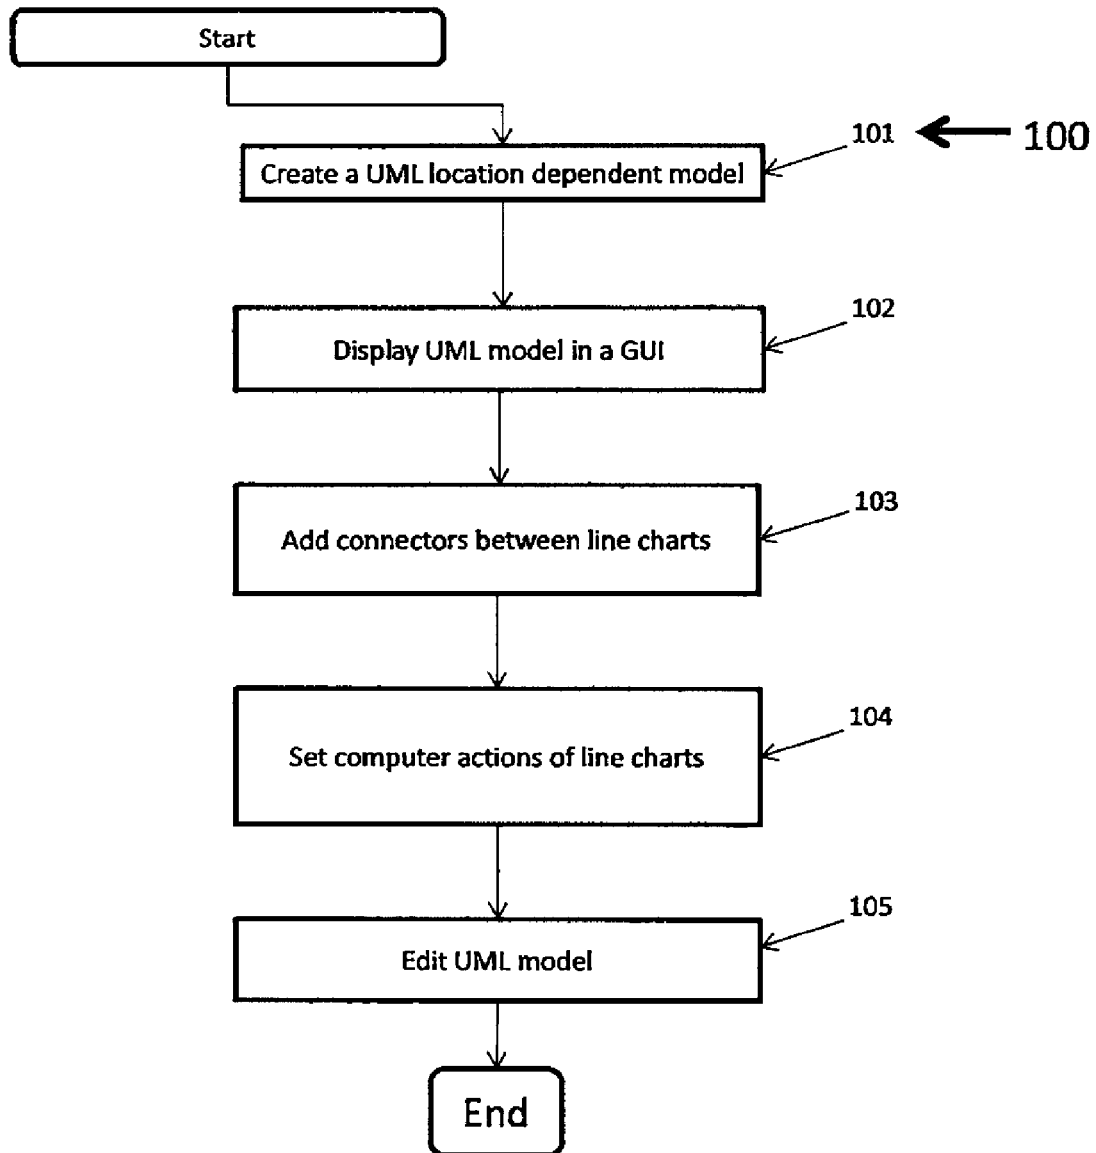 Start
101
100
Create a UML location dependent model
102
Display UML model in a GUI
103
Add connectors between line charts
104
Set computer actions of line charts
105
Edit UML model
End